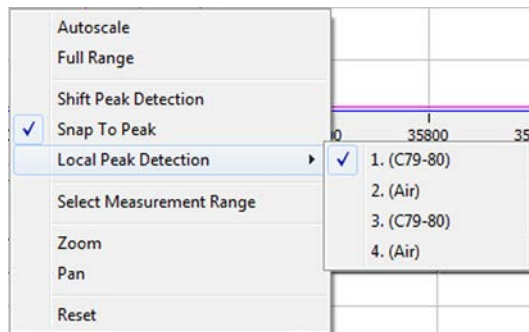 Autoscale
Full Range
Shift Peak Detection
Snap To Peak
Local Peak Detection
Select Measurement Range
Zoom
Pan
Reset
35800
1. (C79-80)
2. (Air)
3. (C79-80)
4. (Air)